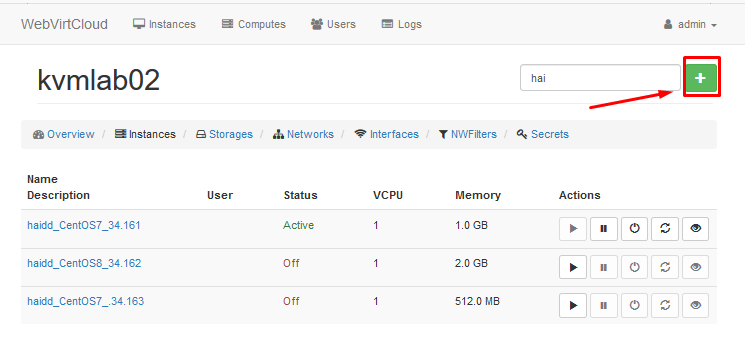 WebVirtCloud Instances Computes Users Logs admin
kvmlab02
hai
Overview / Instances / Storages / Networks / Interfaces / NWFilters / Secrets
Name
Description User Status VCPU Memory Actions
haidd_CentOS7_34.161 Active 1 1.0 GB
haidd_CentOS8_34.162 Off 1 2.0 GB
haidd_CentOS7_.34.163 Off 1 512.0 MB